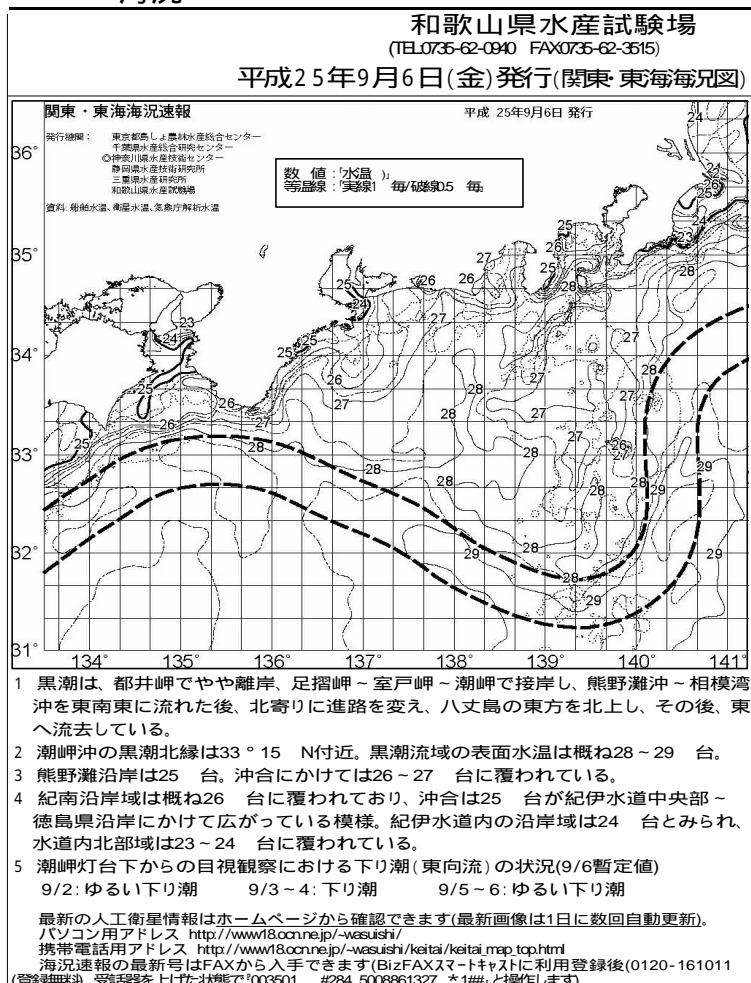 和歌山県水産試験場
(TEL0735-62-0940 FAX0735-62-3515)
平成25年9月6日(金)発行(関東・東海海況図)
関東・東海海況速報
平成 25年9月6日 発行
発行機関: 東京都島しょ農林水産総合センター
千葉県水産総合研究センター
◎神奈川県水産技術センター
静岡県水産技術研究所
三重県水産研究所
和歌山県水産試験場
資料: 船舶水温、衛星水温、気象庁解析水温
数 値:「水温 )」
等温線:「実線1 毎/破線0.5 毎」
36°
35°
34°
33°
32°
31°
134° 135° 136° 137° 138° 139° 140° 141°
1 黒潮は、都井岬でやや離岸、足摺岬~室戸岬~潮岬で接岸し、熊野灘沖~相模湾
沖を東南東に流れた後、北寄りに進路を変え、八丈島の東方を北上し、その後、東
へ流去している。
2 潮岬沖の黒潮北縁は33°15 N付近。黒潮流域の表面水温は概ね28~29 台。
3 熊野灘沿岸は25 台。沖合にかけては26~27 台に覆われている。
4 紀南沿岸域は概ね26 台に覆われており、沖合は25 台が紀伊水道中央部~
徳島県沿岸にかけて広がっている模様。紀伊水道内の沿岸域は24 台とみられ、
水道内北部域は23~24 台に覆われている。
5 潮岬灯台下からの目視観察における下り潮(東向流)の状況(9/6暫定値)
9/2:ゆるい下り潮 9/3~4:下り潮 9/5~6:ゆるい下り潮
最新の人工衛星情報はホームページから確認できます(最新画像は1日に数回自動更新)。
パソコン用アドレス http://www18.ocn.ne.jp/~wasuishi/
携帯電話用アドレス http://www18.ocn.ne.jp/~wasuishi/keitai/keitai_map_top.html
海況速報の最新号はFAXから入手できます(BizFAXスマートキャストに利用登録後(0120-161011
(登録無料)、受話器を上げた状態で『003501 #284 5008861327 *1##』と操作します)